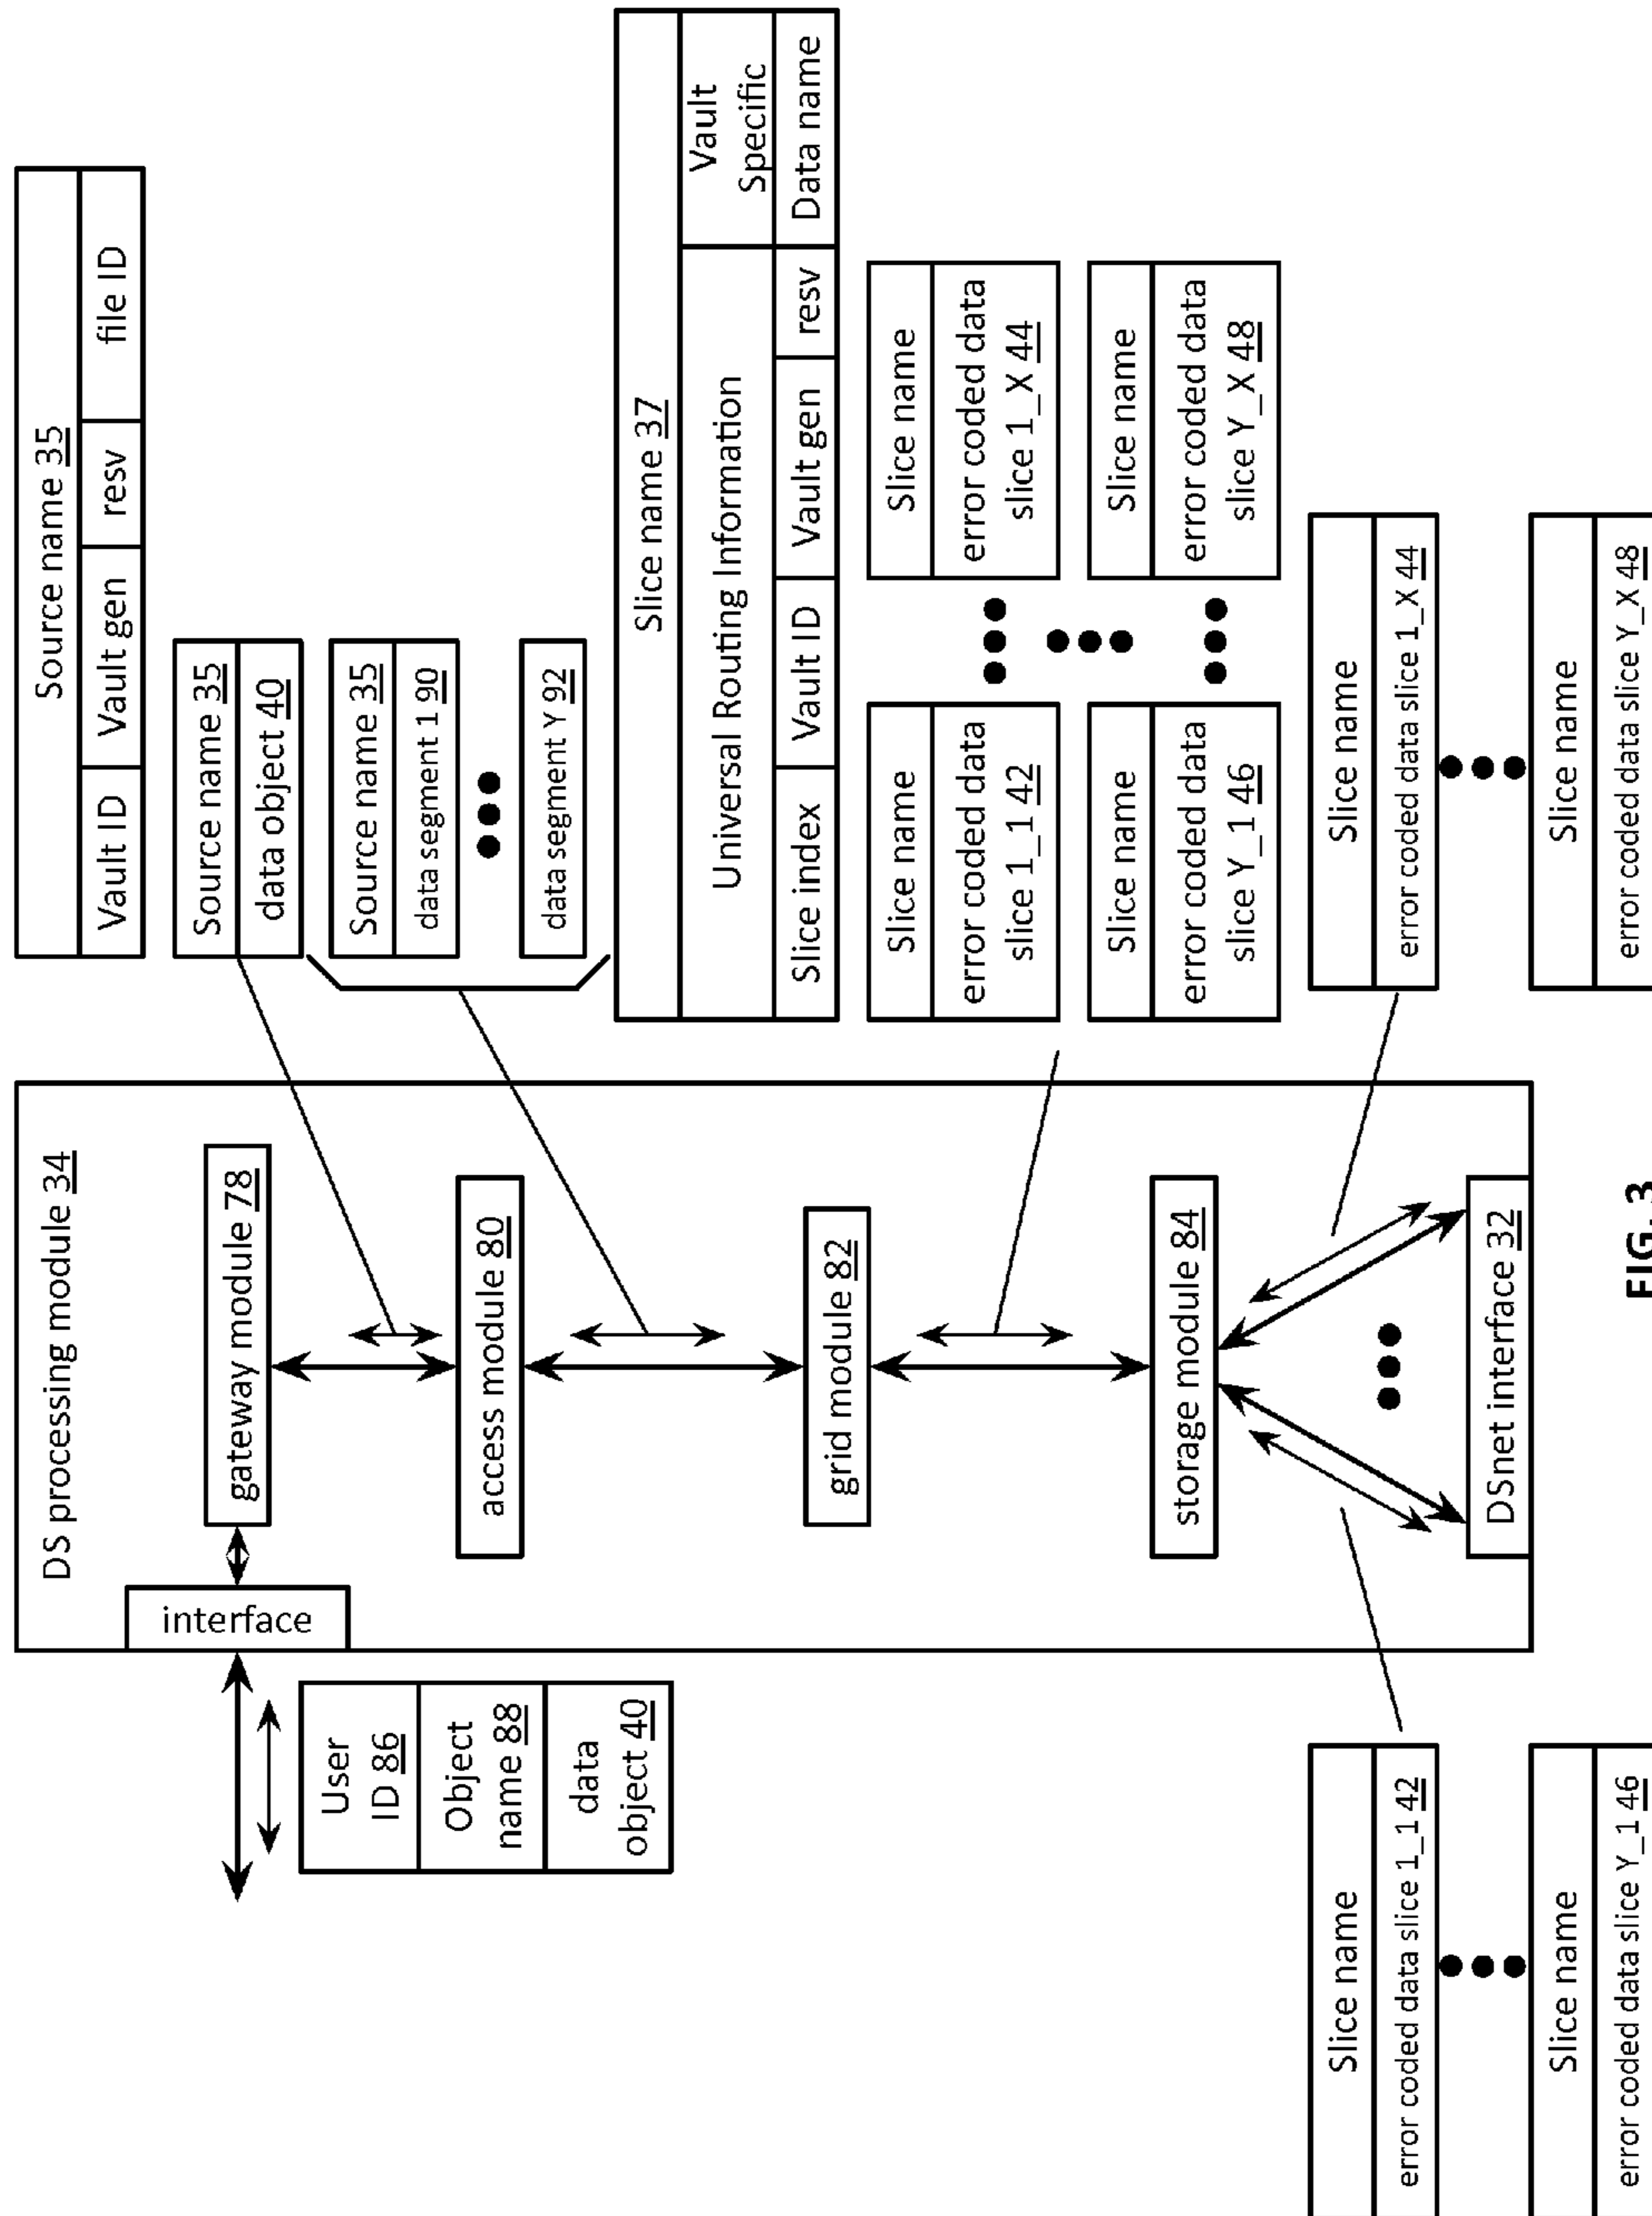 DS processing module 34
interface
gateway module 78
access module 80
grid module 82
storage module 84
DSnet interface 32
User
ID 86
Object
name 88
data
object 40
Source name 35
Vault ID
Vault gen
resv
file ID
Source name 35
data object 40
Source name 35
data segment 1 90
data segment Y 92
Slice name 37
Universal Routing Information
Vault
Specific
Slice index
Vault ID
Vault gen
resv
Data name
Slice name
error coded data
slice 1_1 42
Slice name
error coded data
slice 1_X 44
Slice name
error coded data
slice Y_1 46
Slice name
error coded data
slice Y_X 48
Slice name
error coded data slice 1_1 42
Slice name
error coded data slice Y_1 46
Slice name
error coded data slice 1_X 44
Slice name
error coded data slice Y_X 48
FIG. 3